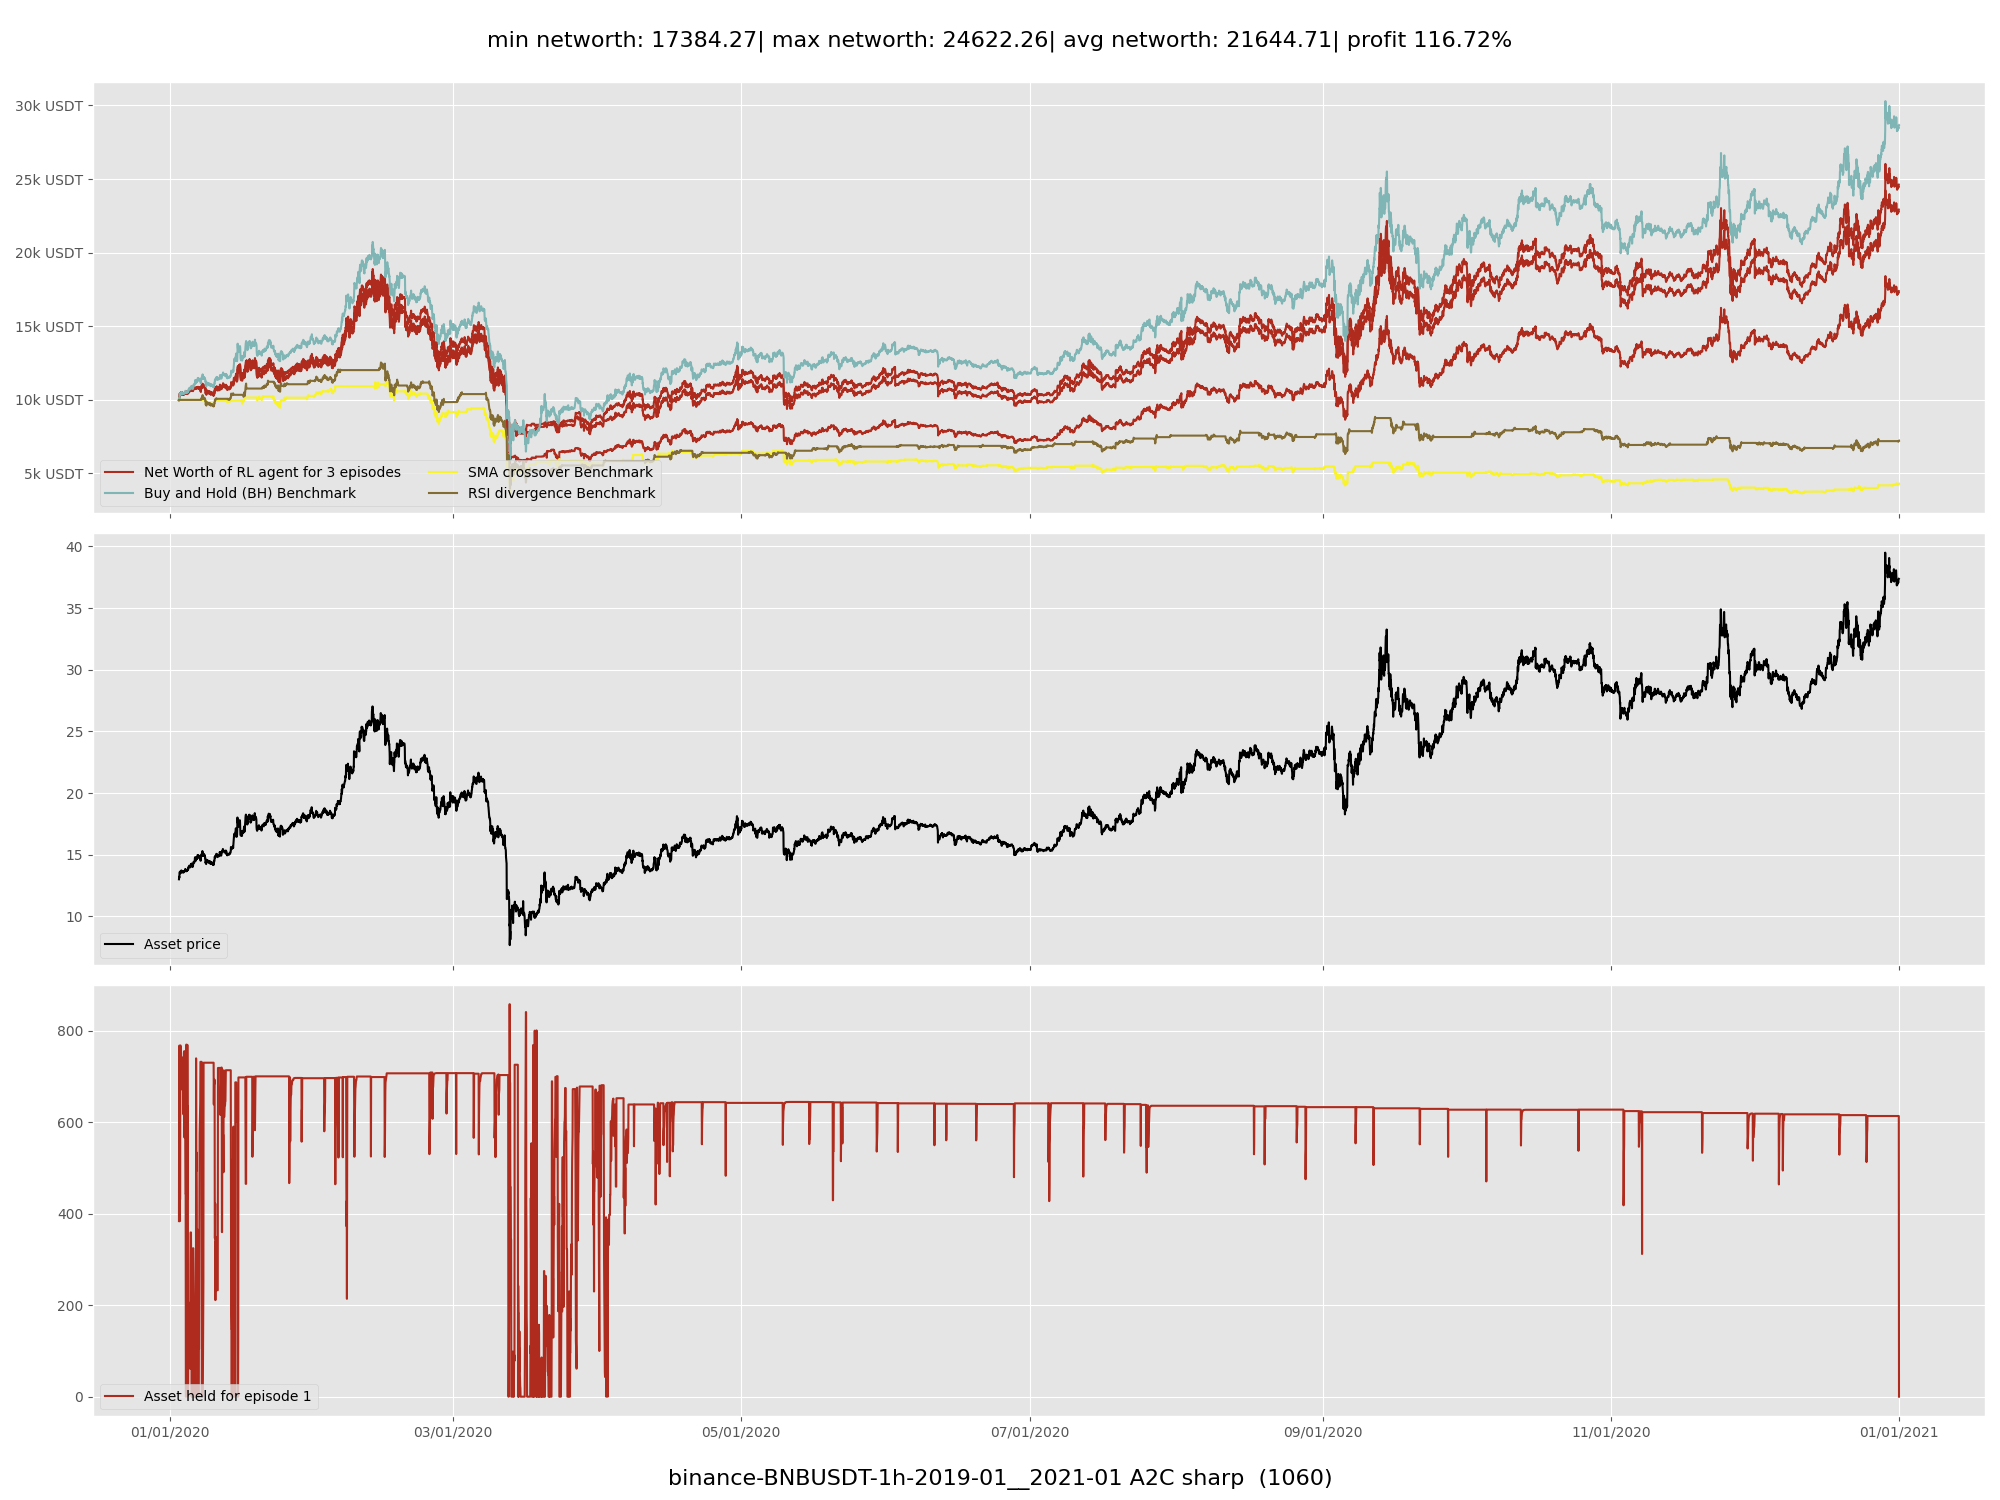 min networth: 17384.27| max networth: 24622.26| avg networth: 21644.71| profit 116.72%
30k USDT
25k USDT
20k USDT
15k USDT
10k USDT
5k USDT
Net Worth of RL agent for 3 episodes
Buy and Hold (BH) Benchmark
SMA crossover Benchmark
RSI divergence Benchmark
40
35
30
25
20
15
10
Asset price
800
600
400
200
0
Asset held for episode 1
01/01/2020
03/01/2020
05/01/2020
07/01/2020
09/01/2020
11/01/2020
01/01/2021
binance-BNBUSDT-1h-2019-01__2021-01 A2C sharp  (1060)